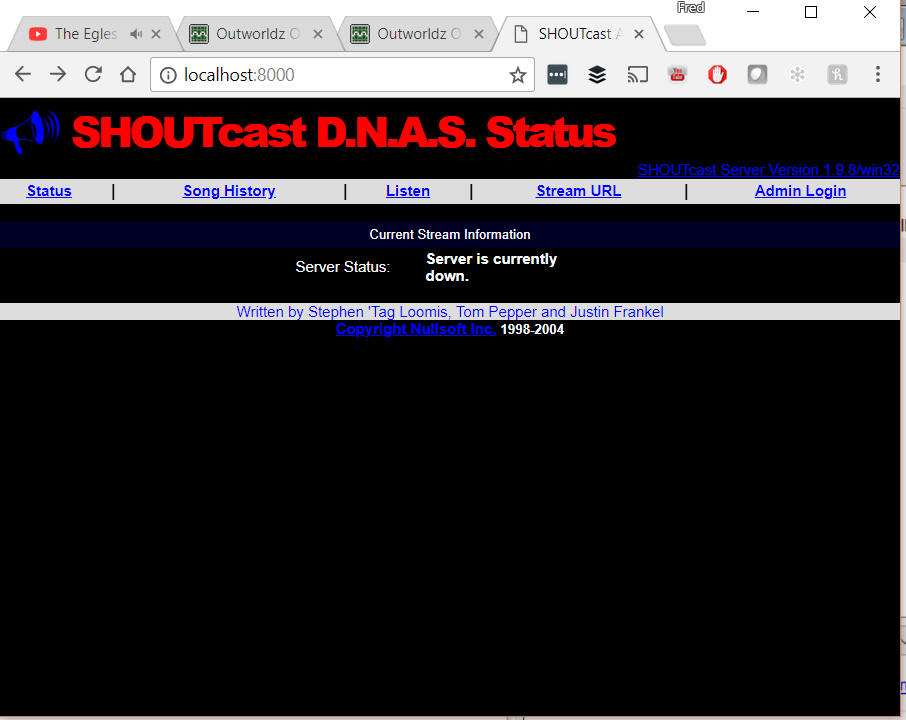 Fred
The Egles
Outworldz O
Outworldz O
SHOUTcast A
localhost:8000
You
Tube
SHOUTcast D.N.A.S. Status
SHOUTcast Server Version 1.9.8/win32
Status | Song History | Listen | Stream URL | Admin Login
Current Stream Information
Server Status: Server is currently
down.
Written by Stephen 'Tag Loomis, Tom Pepper and Justin Frankel
Copyright Nullsoft Inc. 1998-2004